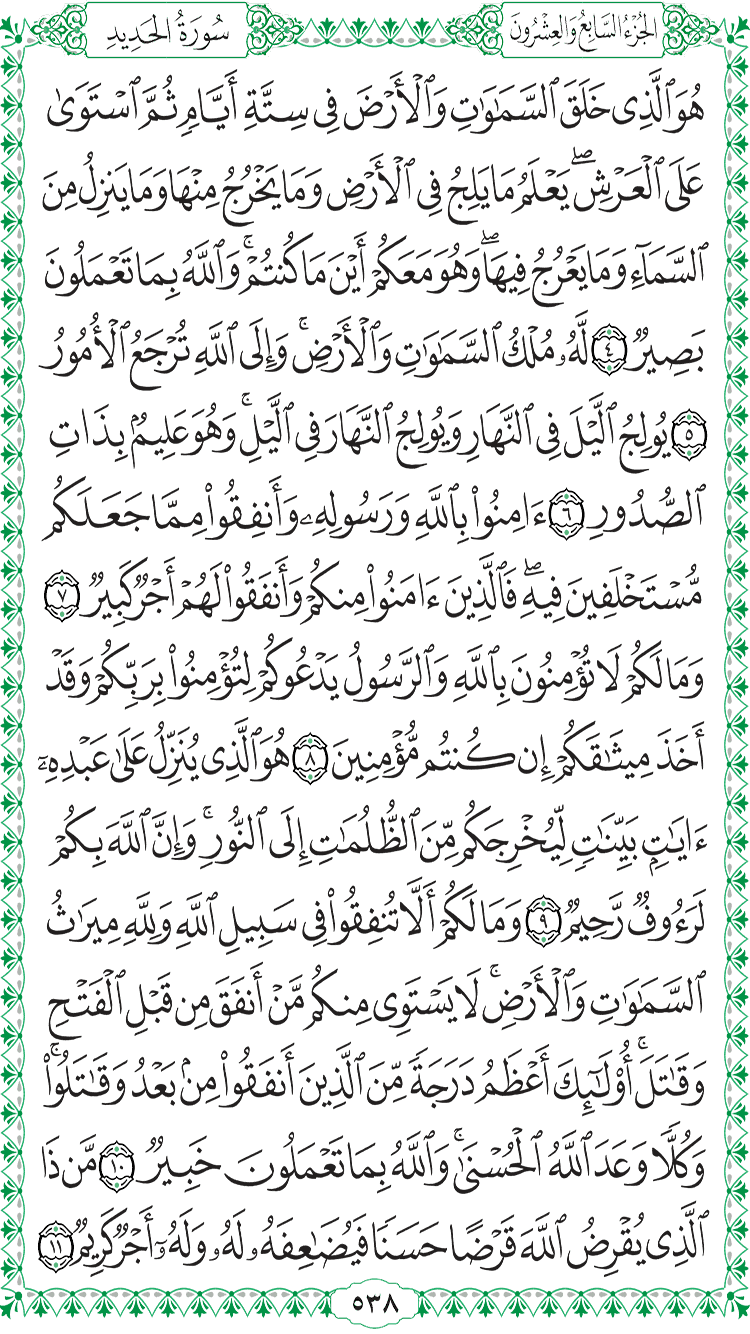 الجُزْءُ السَّابِعُ وَالعِشْرُونَ
سُورَةُ الحَدِيدِ
هُوَ ٱلَّذِى خَلَقَ ٱلسَّمَٰوَٰتِ وَٱلْأَرْضَ فِى سِتَّةِ أَيَّامٍ ثُمَّ ٱسْتَوَىٰ
عَلَى ٱلْعَرْشِۖ يَعْلَمُ مَا يَلِجُ فِى ٱلْأَرْضِ وَمَا يَخْرُجُ مِنْهَا وَمَا يَنزِلُ مِنَ
ٱلسَّمَآءِ وَمَا يَعْرُجُ فِيهَاۖ وَهُوَ مَعَكُمْ أَيْنَ مَا كُنتُمْۚ وَٱللَّهُ بِمَا تَعْمَلُونَ
بَصِيرٌ ٤ لَّهُۥ مُلْكُ ٱلسَّمَٰوَٰتِ وَٱلْأَرْضِۚ وَإِلَى ٱللَّهِ تُرْجَعُ ٱلْأُمُورُ
٥ يُولِجُ ٱلَّيْلَ فِى ٱلنَّهَارِ وَيُولِجُ ٱلنَّهَارَ فِى ٱلَّيْلِۚ وَهُوَ عَلِيمٌۢ بِذَاتِ
ٱلصُّدُورِ ٦ ءَامِنُوا۟ بِٱللَّهِ وَرَسُولِهِۦ وَأَنفِقُوا۟ مِمَّا جَعَلَكُم
مُّسْتَخْلَفِينَ فِيهِۖ فَٱلَّذِينَ ءَامَنُوا۟ مِنكُمْ وَأَنفَقُوا۟ لَهُمْ أَجْرٌ كَبِيرٌ ٧
وَمَا لَكُمْ لَا تُؤْمِنُونَ بِٱللَّهِ وَٱلرَّسُولُ يَدْعُوكُمْ لِتُؤْمِنُوا۟ بِرَبِّكُمْ وَقَدْ
أَخَذَ مِيثَٰقَكُمْ إِن كُنتُم مُّؤْمِنِينَ ٨ هُوَ ٱلَّذِى يُنَزِّلُ عَلَىٰ عَبْدِهِۦٓ
ءَايَٰتٍۭ بَيِّنَٰتٍ لِّيُخْرِجَكُم مِّنَ ٱلظُّلُمَٰتِ إِلَى ٱلنُّورِۚ وَإِنَّ ٱللَّهَ بِكُمْ
لَرَءُوفٌ رَّحِيمٌ ٩ وَمَا لَكُمْ أَلَّا تُنفِقُوا۟ فِى سَبِيلِ ٱللَّهِ وَلِلَّهِ مِيرَٰثُ
ٱلسَّمَٰوَٰتِ وَٱلْأَرْضِۚ لَا يَسْتَوِى مِنكُم مَّنْ أَنفَقَ مِن قَبْلِ ٱلْفَتْحِ
وَقَٰتَلَۚ أُو۟لَٰٓئِكَ أَعْظَمُ دَرَجَةً مِّنَ ٱلَّذِينَ أَنفَقُوا۟ مِنۢ بَعْدُ وَقَٰتَلُوا۟ۚ
وَكُلًّا وَعَدَ ٱللَّهُ ٱلْحُسْنَىٰۚ وَٱللَّهُ بِمَا تَعْمَلُونَ خَبِيرٌ ١٠ مَّن ذَا
ٱلَّذِى يُقْرِضُ ٱللَّهَ قَرْضًا حَسَنًا فَيُضَٰعِفَهُۥ لَهُۥ وَلَهُۥٓ أَجْرٌ كَرِيمٌ ١١
٥٣٨